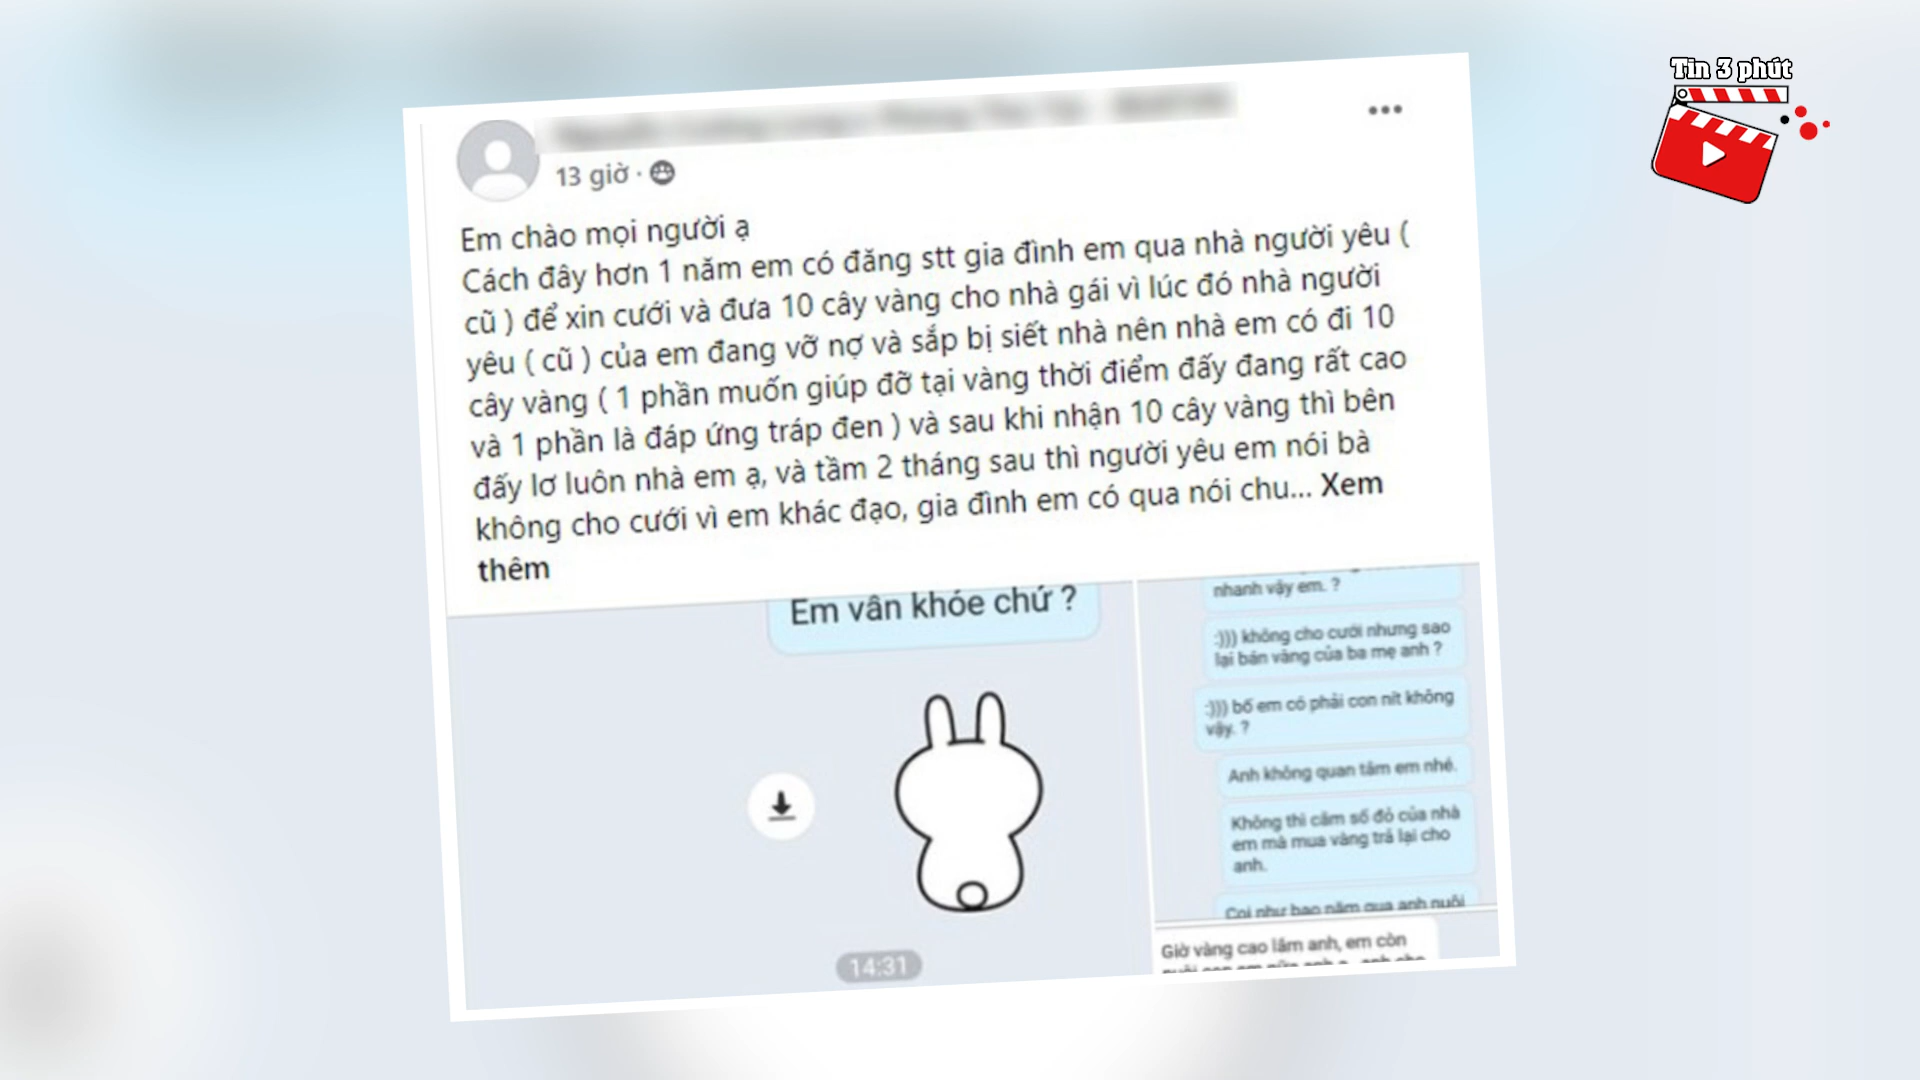 Tin 3 phút
13 giờ ·
Em chào mọi người ạ
Cách đây hơn 1 năm em có đăng stt gia đình em qua nhà người yêu (
cũ ) để xin cưới và đưa 10 cây vàng cho nhà gái vì lúc đó nhà người
yêu ( cũ ) của em đang vỡ nợ và sắp bị siết nhà nên nhà em có đi 10
cây vàng ( 1 phần muốn giúp đỡ tại vàng thời điểm đấy đang rất cao
và 1 phần là đáp ứng tráp đen ) và sau khi nhận 10 cây vàng thì bên
đấy lơ luôn nhà em ạ, và tầm 2 tháng sau thì người yêu em nói bà
không cho cưới vì em khác đạo, gia đình em có qua nói chu... Xem
thêm
Em vẫn khóe chứ ?
14:31
nhanh vậy em. ?
:))) không cho cưới nhưng sao
lại bán vàng của ba mẹ anh ?
:))) bố em có phải con nít không
vậy. ?
Anh không quan tâm em nhé.
Không thì cầm sổ đỏ của nhà
em mà mua vàng trả lại cho
anh.
Coi như bao năm qua anh nuôi
Giờ vàng cao lắm anh, em còn